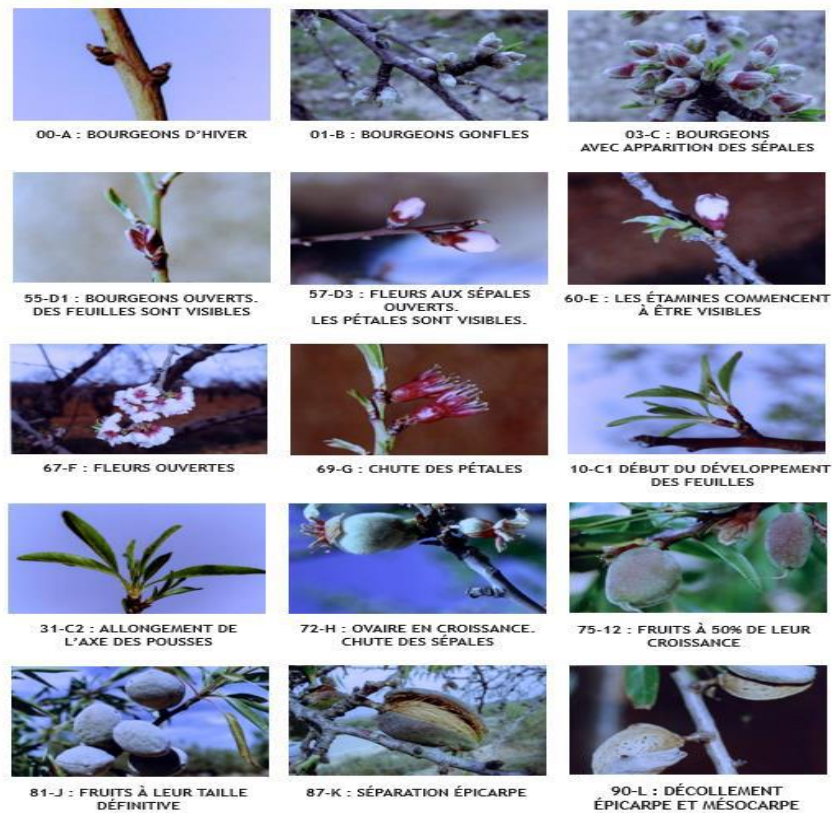 00-A : BOURGEONS D'HIVER
01-B : BOURGEONS GONFLES
03-C : BOURGEONS
AVEC APPARITION DES SÉPALES
55-D1 : BOURGEONS OUVERTS.
DES FEUILLES SONT VISIBLES
57-D3 : FLEURS AUX SÉPALES
OUVERTS.
LES PÉTALES SONT VISIBLES.
60-E : LES ÉTAMINES COMMENCENT
À ÊTRE VISIBLES
67-F : FLEURS OUVERTES
69-G : CHUTE DES PÉTALES
10-C1 DÉBUT DU DÉVELOPPEMENT
DES FEUILLES
31-C2 : ALLONGEMENT DE
L'AXE DES POUSSES
72-H : OVAIRE EN CROISSANCE.
CHUTE DES SÉPALES
75-12 : FRUITS À 50% DE LEUR
CROISSANCE
81-J : FRUITS À LEUR TAILLE
DÉFINITIVE
87-K : SÉPARATION ÉPICARPE
90-L : DÉCOLLEMENT
ÉPICARPE ET MÉSOCARPE